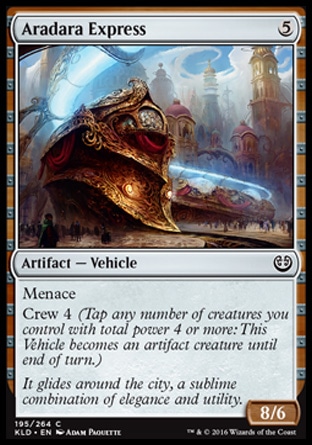 Aradara Express 5
Artifact — Vehicle
Menace
Crew 4 (Tap any number of creatures you
control with total power 4 or more: This
Vehicle becomes an artifact creature until
end of turn.)
It glides around the city, a sublime
combination of elegance and utility.
8/6
195/264 C
KLD • EN Adam Paquette ™ & © 2016 Wizards of the Coast